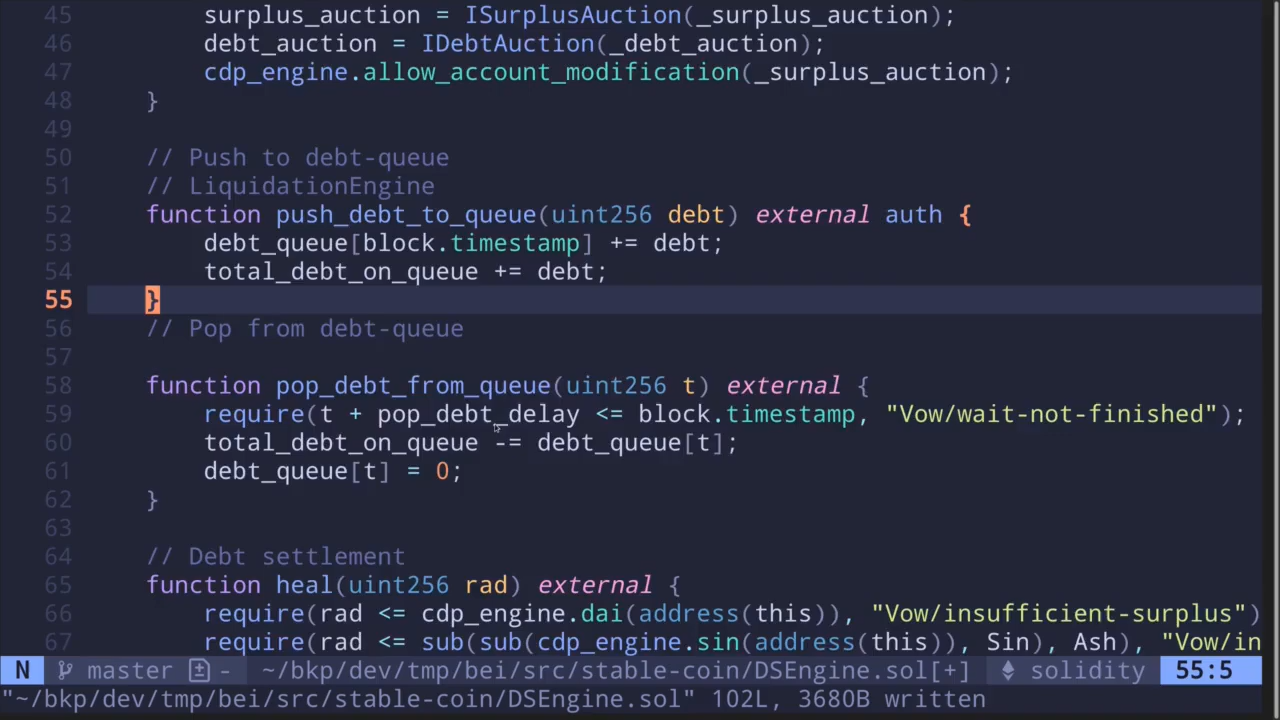 45 surplus_auction = ISurplusAuction(_surplus_auction);
46 debt_auction = IDebtAuction(_debt_auction);
47 cdp_engine.allow_account_modification(_surplus_auction);
48 }
49
50 // Push to debt-queue
51 // LiquidationEngine
52 function push_debt_to_queue(uint256 debt) external auth {
53 debt_queue[block.timestamp] += debt;
54 total_debt_on_queue += debt;
55 }
56 // Pop from debt-queue
57
58 function pop_debt_from_queue(uint256 t) external {
59 require(t + pop_debt_delay <= block.timestamp, "Vow/wait-not-finished");
60 total_debt_on_queue -= debt_queue[t];
61 debt_queue[t] = 0;
62 }
63
64 // Debt settlement
65 function heal(uint256 rad) external {
66 require(rad <= cdp_engine.dai(address(this)), "Vow/insufficient-surplus")
67 require(rad <= sub(sub(cdp_engine.sin(address(this)), Sin), Ash), "Vow/in
N master - ~/bkp/dev/tmp/bei/src/stable-coin/DSEngine.sol[+] solidity 55:5
"~/bkp/dev/tmp/bei/src/stable-coin/DSEngine.sol" 102L, 3680B written